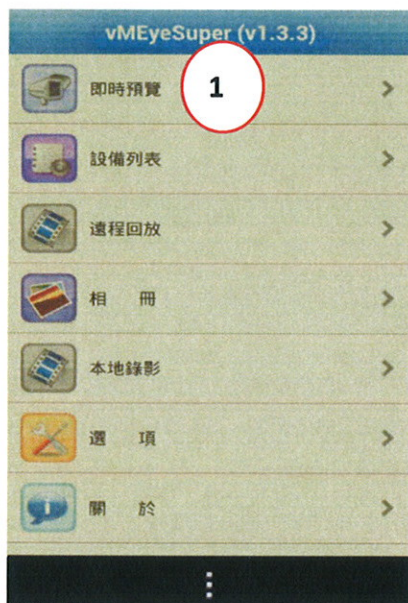 vMEyeSuper (v1.3.3)
即時預覽
1
設備列表
遠程回放
相 冊
本地錄影
選 項
關 於